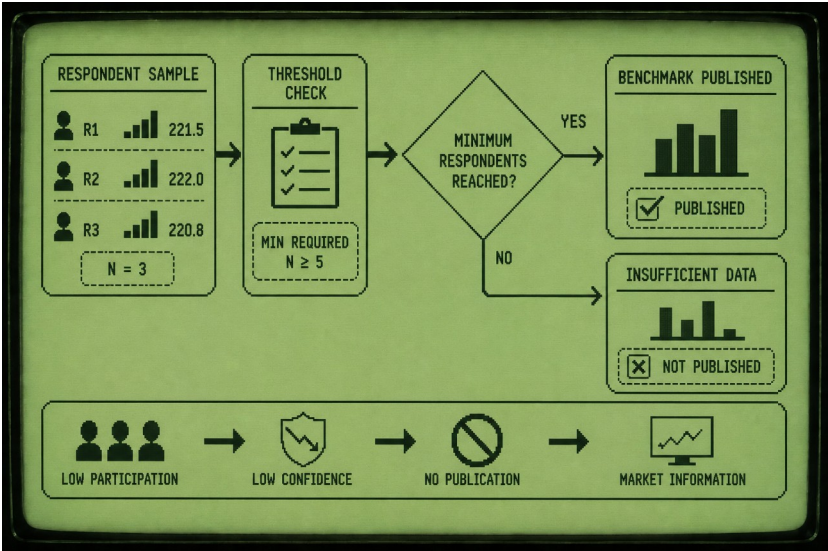 RESPONDENT SAMPLE
R1 221.5
R2 222.0
R3 220.8
N = 3
THRESHOLD
CHECK
MIN REQUIRED
N ≥ 5
MINIMUM
RESPONDENTS
REACHED?
YES
NO
BENCHMARK PUBLISHED
PUBLISHED
INSUFFICIENT DATA
NOT PUBLISHED
LOW PARTICIPATION
LOW CONFIDENCE
NO PUBLICATION
MARKET INFORMATION